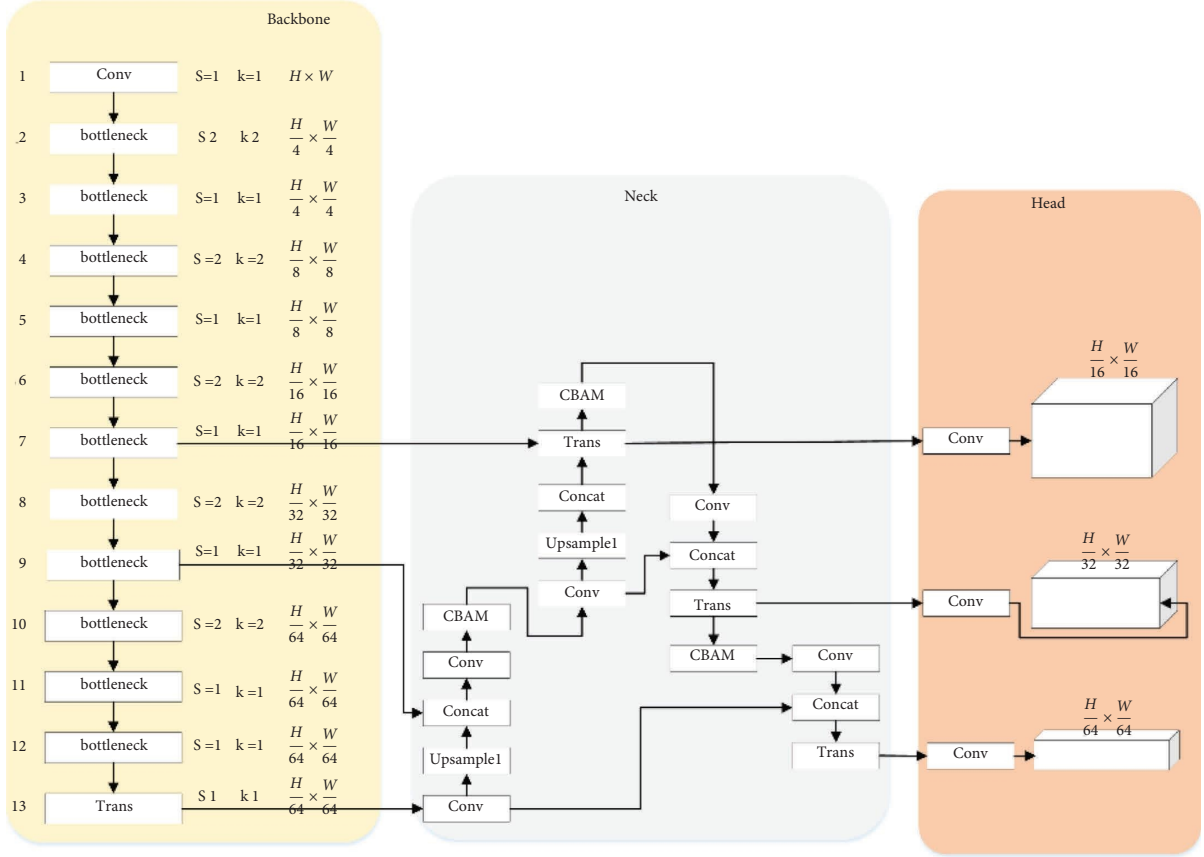 Backbone
1 Conv S=1 k=1 H × W
2 bottleneck S 2 k 2 H/4 × W/4
3 bottleneck S=1 k=1 H/4 × W/4
4 bottleneck S =2 k =2 H/8 × W/8
5 bottleneck S=1 k=1 H/8 × W/8
6 bottleneck S=2 k=2 H/16 × W/16
7 bottleneck S=1 k=1 H/16 × W/16
8 bottleneck S=2 k=2 H/32 × W/32
9 bottleneck S=1 k=1 H/32 × W/32
10 bottleneck S=2 k=2 H/64 × W/64
11 bottleneck S =1 k =1 H/64 × W/64
12 bottleneck S=1 k=1 H/64 × W/64
13 Trans S 1 k 1 H/64 × W/64
Neck
CBAM
Trans
Concat
Upsample1
Conv
CBAM
Conv
Concat
Upsample1
Conv
Conv
Concat
Trans
CBAM
Conv
Concat
Trans
Head
H/16 × W/16
Conv
H/32 × W/32
Conv
H/64 × W/64
Conv